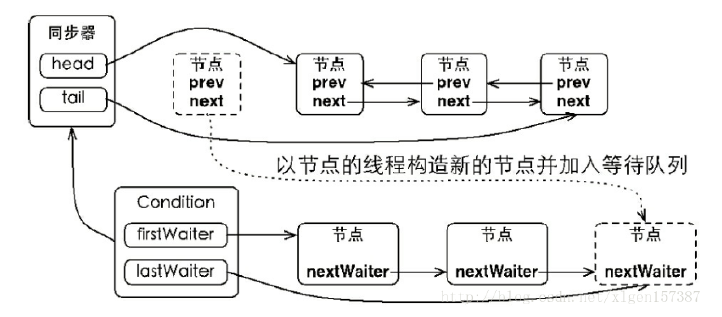 同步器
head
tail
节点
prev
next
节点
prev
next
节点
prev
next
节点
prev
next
以节点的线程构造新的节点并加入等待队列
Condition
firstWaiter
lastWaiter
节点
nextWaiter
节点
nextWaiter
节点
nextWaiter
http://blog.csdn.net/x1gen157387